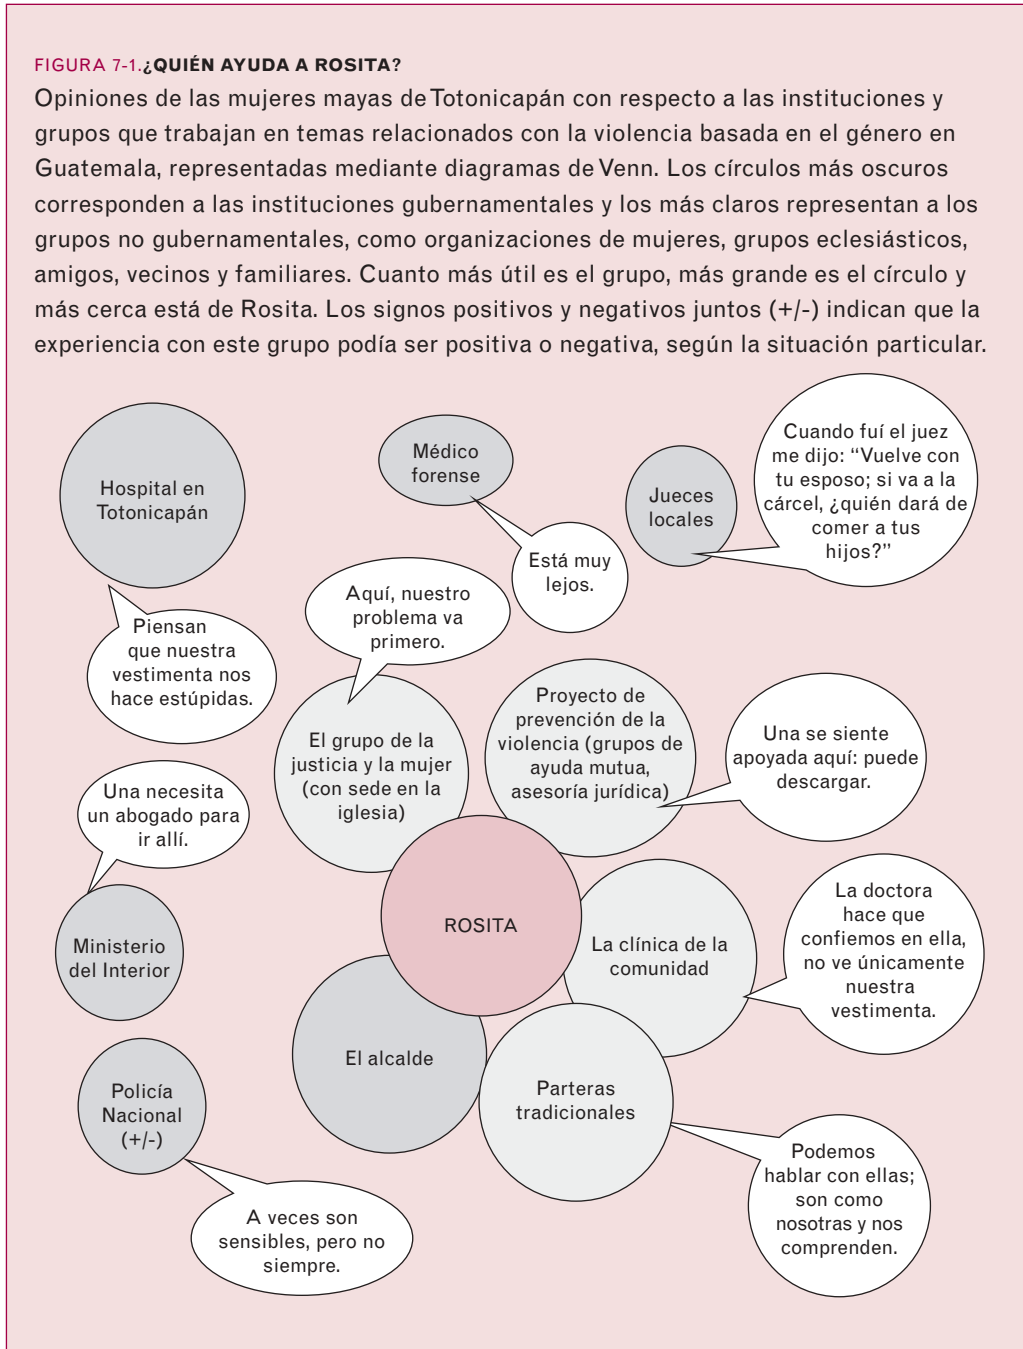 FIGURA 7-1.¿QUIÉN AYUDA A ROSITA?
Opiniones de las mujeres mayas de Totonicapán con respecto a las instituciones y
grupos que trabajan en temas relacionados con la violencia basada en el género en
Guatemala, representadas mediante diagramas de Venn. Los círculos más oscuros
corresponden a las instituciones gubernamentales y los más claros representan a los
grupos no gubernamentales, como organizaciones de mujeres, grupos eclesiásticos,
amigos, vecinos y familiares. Cuanto más útil es el grupo, más grande es el círculo y
más cerca está de Rosita. Los signos positivos y negativos juntos (+/-) indican que la
experiencia con este grupo podía ser positiva o negativa, según la situación particular.
Hospital en
Totonicapán
Piensan
que nuestra
vestimenta nos
hace estúpidas.
Médico
forense
Está muy
lejos.
Jueces
locales
Cuando fuí el juez
me dijo: “Vuelve con
tu esposo; si va a la
cárcel, ¿quién dará de
comer a tus
hijos?”
Aquí, nuestro
problema va
primero.
El grupo de la
justicia y la mujer
(con sede en la
iglesia)
Proyecto de
prevención de la
violencia (grupos de
ayuda mutua,
asesoría jurídica)
Una se siente
apoyada aquí: puede
descargar.
Una necesita
un abogado para
ir allí.
Ministerio
del Interior
ROSITA
La clínica de la
comunidad
La doctora
hace que
confiemos en ella,
no ve únicamente
nuestra
vestimenta.
El alcalde
Parteras
tradicionales
Podemos
hablar con ellas;
son como
nosotras y nos
comprenden.
Policía
Nacional
(+/-)
A veces son
sensibles, pero no
siempre.